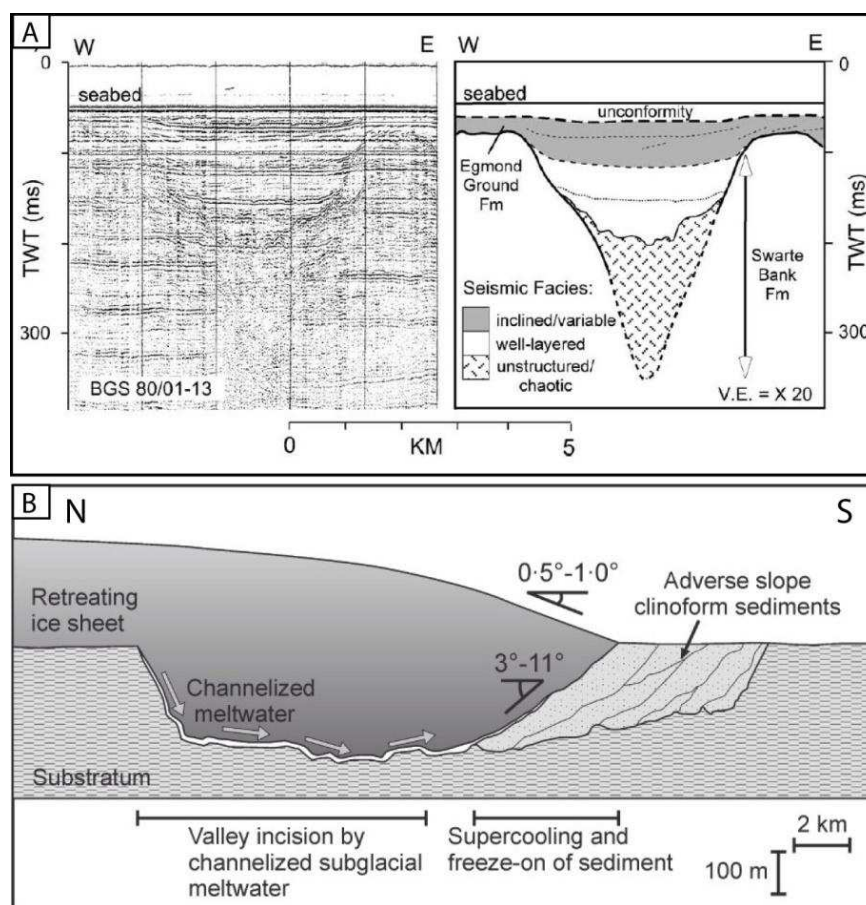 A
W
E
0
seabed
TWT (ms)
300
BGS 80/01-13
W
E
0
seabed
unconformity
Egmond
Ground
Fm
Swarte
Bank
Fm
TWT (ms)
300
Seismic Facies:
inclined/variable
well-layered
unstructured/
chaotic
V.E. = X 20
0
KM
5
B
N
S
0·5°-1·0°
Adverse slope
clinoform sediments
Retreating
ice sheet
3°-11°
Channelized
meltwater
Substratum
Valley incision by
channelized subglacial
meltwater
Supercooling and
freeze-on of sediment
2 km
100 m